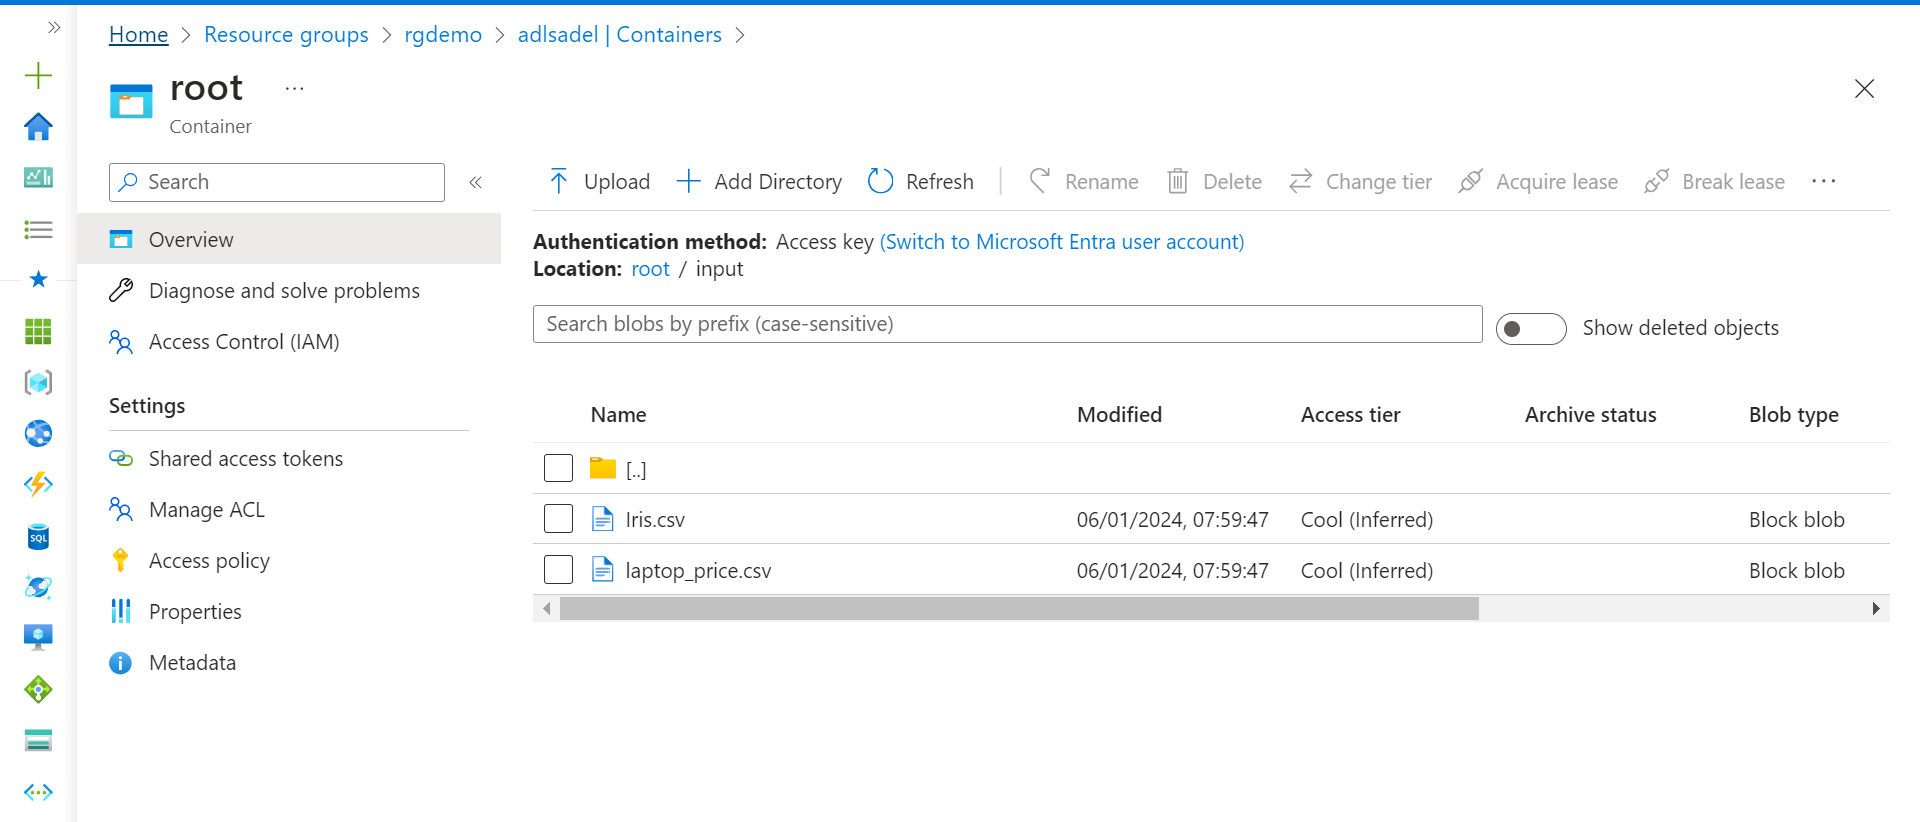 Home > Resource groups > rgdemo > adlsadel | Containers >
root ...
Container
Search
Overview
Diagnose and solve problems
Access Control (IAM)
Settings
Shared access tokens
Manage ACL
Access policy
Properties
Metadata
Upload Add Directory Refresh Rename Delete Change tier Acquire lease Break lease ...
Authentication method: Access key (Switch to Microsoft Entra user account)
Location: root / input
Search blobs by prefix (case-sensitive)
Show deleted objects
Name Modified Access tier Archive status Blob type
[..]
Iris.csv 06/01/2024, 07:59:47 Cool (Inferred) Block blob
laptop_price.csv 06/01/2024, 07:59:47 Cool (Inferred) Block blob
SQL